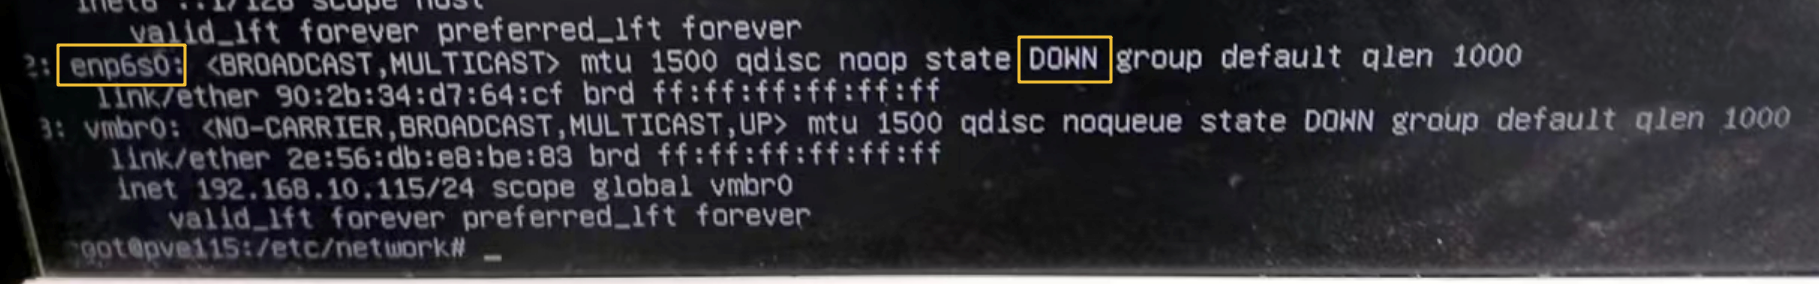 inet6 ::1/128 scope host
valid_lft forever preferred_lft forever
2: enp6s0: <BROADCAST,MULTICAST> mtu 1500 qdisc noop state DOWN group default qlen 1000
link/ether 90:2b:34:d7:64:cf brd ff:ff:ff:ff:ff:ff
3: vmbr0: <NO-CARRIER,BROADCAST,MULTICAST,UP> mtu 1500 qdisc noqueue state DOWN group default qlen 1000
link/ether 2e:56:db:e8:be:83 brd ff:ff:ff:ff:ff:ff
inet 192.168.10.115/24 scope global vmbr0
valid_lft forever preferred_lft forever
root@pve115:/etc/network# _